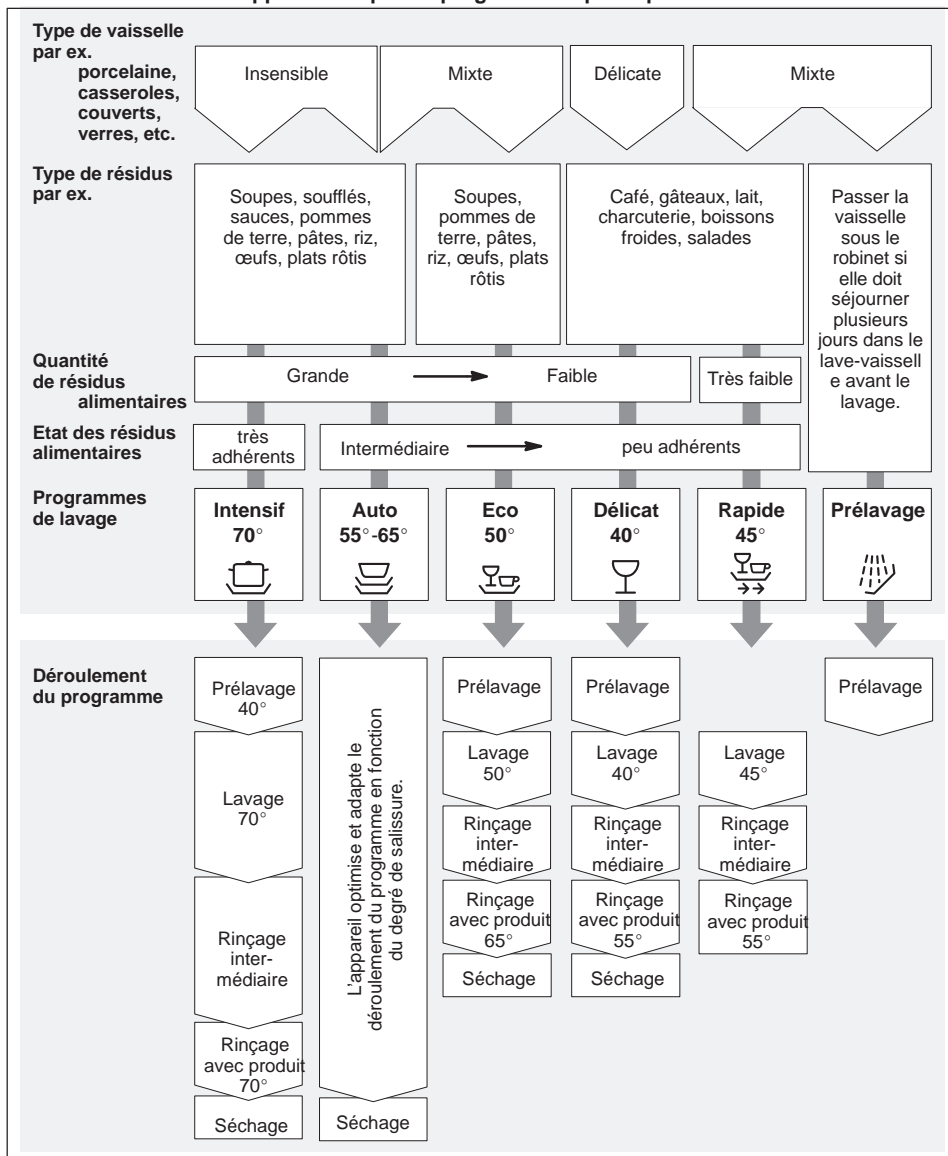 Type de vaisselle
par ex.
porcelaine,
casseroles,
couverts,
verres, etc.
Insensible
Mixte
Délicate
Mixte
Type de résidus
par ex.
Soupes, soufflés,
sauces, pommes
de terre, pâtes, riz,
œufs, plats rôtis
Soupes,
pommes de
terre, pâtes,
riz, œufs, plats
rôtis
Café, gâteaux, lait,
charcuterie, boissons
froides, salades
Passer la
vaisselle
sous le
robinet si
elle doit
séjourner
plusieurs
jours dans le
lave-vaissell
e avant le
lavage.
Quantité
de résidus
alimentaires
Grande
Faible
Très faible
Etat des résidus
alimentaires
très
adhérents
Intermédiaire
peu adhérents
Programmes
de lavage
Intensif
70°
Auto
55°-65°
Eco
50°
Délicat
40°
Rapide
45°
Prélavage
Déroulement
du programme
Prélavage
40°
Lavage
70°
Rinçage
inter-
médiaire
Rinçage
avec produit
70°
Séchage
L'appareil optimise et adapte le
déroulement du programme en fonction
du degré de salissure.
Séchage
Prélavage
Lavage
50°
Rinçage
inter-
médiaire
Rinçage
avec produit
65°
Séchage
Prélavage
Lavage
40°
Rinçage
inter-
médiaire
Rinçage
avec produit
55°
Séchage
Lavage
45°
Rinçage
inter-
médiaire
Rinçage
avec produit
55°
Prélavage